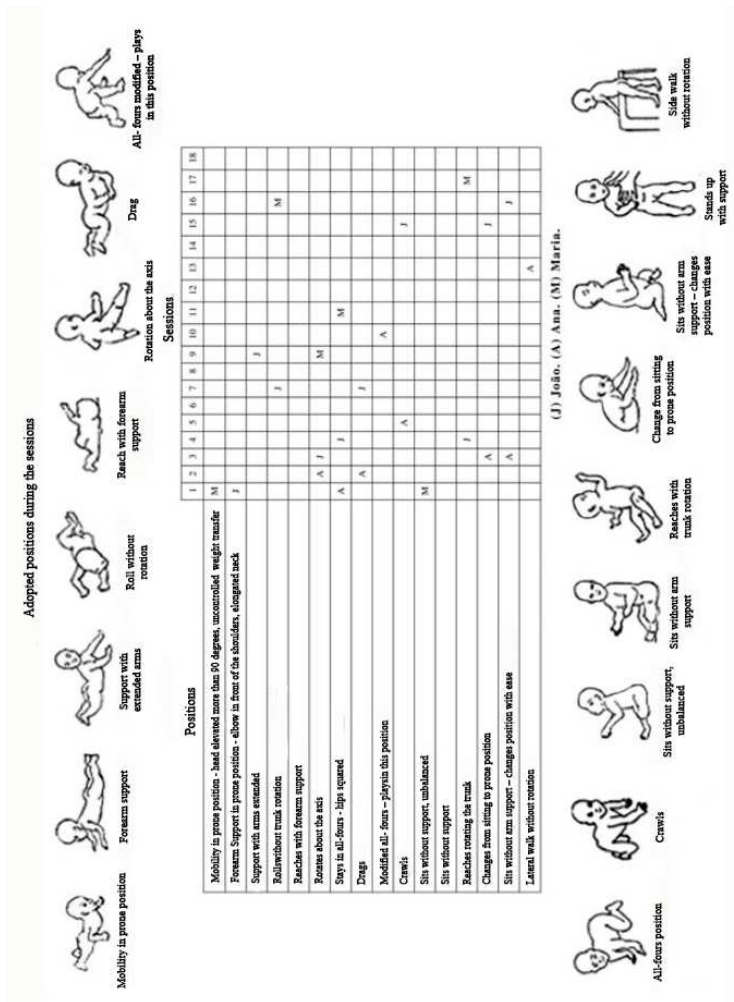 Adopted positions during the sessions
Mobility in prone position
Forearm support
Support with
extended arms
Roll without
rotation
Reach with forearm
support
Rotation about the axis
Drag
All- fours modified – plays
in this position
Positions
Sessions
1 2 3 4 5 6 7 8 9 10 11 12 13 14 15 16 17 18
Mobility in prone position - head elevated more than 90 degrees, uncontrolled weight transfer M
Forearm Support in prone position - elbow in front of the shoulders, elongated neck J
Support with arms extended J
Rollswithout trunk rotation J M
Reaches with forearm support
Rotates about the axis A J M
Stays in all-fours - hips squared A J M
Drags A J
Modified all- fours – playsin this position A
Crawls A J
Sits without support, unbalanced M
Sits without support
Reaches rotating the trunk J M
Changes from sitting to prone position A J
Sits without arm support – changes position with ease A J
Lateral walk without rotation A
(J) João. (A) Ana. (M) Maria.
All-fours position
Crawls
Sits without support,
unbalanced
Sits without arm
support
Reaches with
trunk rotation
Change from sitting
to prone position
Sits without arm
support – changes
position with ease
Stands up
with support
Side walk
without rotation